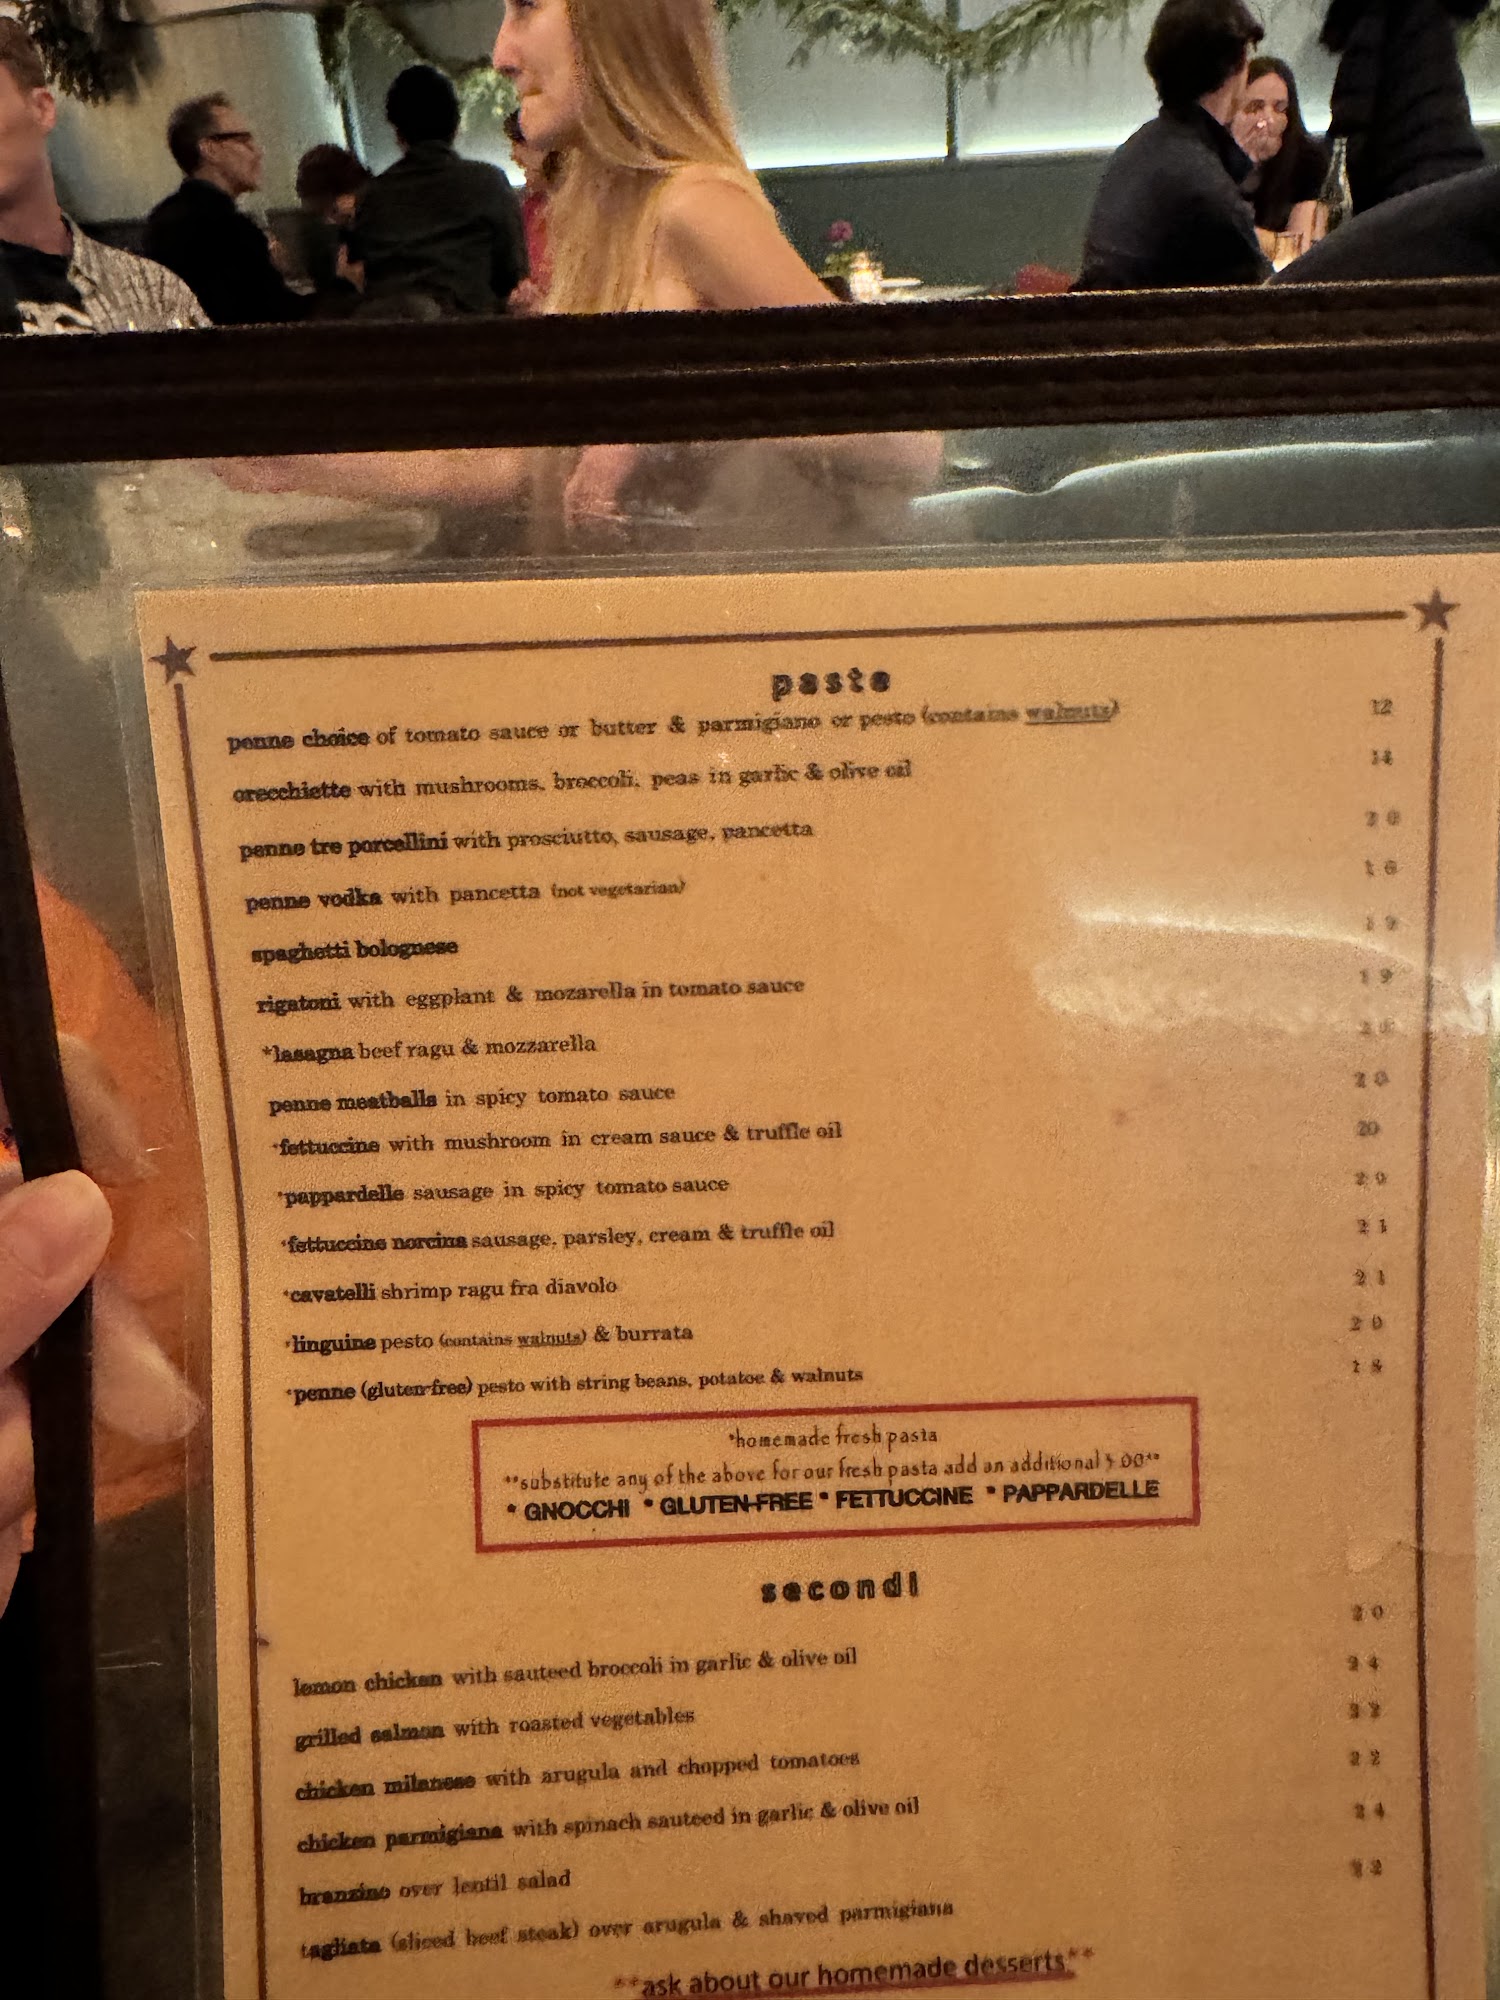 paste
penne choice of tomato sauce or butter & parmigiano or pesto (contains walnuts) 12
orecchiette with mushrooms, broccoli, peas in garlic & olive oil 14
penne tre porcellini with prosciutto, sausage, pancetta 20
penne vodka with pancetta (not vegetarian) 16
spaghetti bolognese 19
rigatoni with eggplant & mozarella in tomato sauce 19
*lasagna beef ragu & mozzarella
penne meatballs in spicy tomato sauce 20
*fettuccine with mushroom in cream sauce & truffle oil 20
*pappardelle sausage in spicy tomato sauce 20
*fettuccine norcina sausage, parsley, cream & truffle oil 21
*cavatelli shrimp ragu fra diavolo 21
*linguine pesto (contains walnuts) & burrata 20
*penne (gluten-free) pesto with string beans, potatoe & walnuts 18
*homemade fresh pasta
**substitute any of the above for our fresh pasta add an additional
* GNOCCHI * GLUTEN-FREE * FETTUCCINE * PAPPARDELLE
secondi
lemon chicken with sauteed broccoli in garlic & olive oil 20
grilled salmon with roasted vegetables 24
chicken milanese with arugula and chopped tomatoes 22
chicken parmigiana with spinach sauteed in garlic & olive oil 22
branzino over lentil salad 24
tagliata (sliced beef steak) over arugula & shaved parmigiana 22
**ask about our homemade desserts**